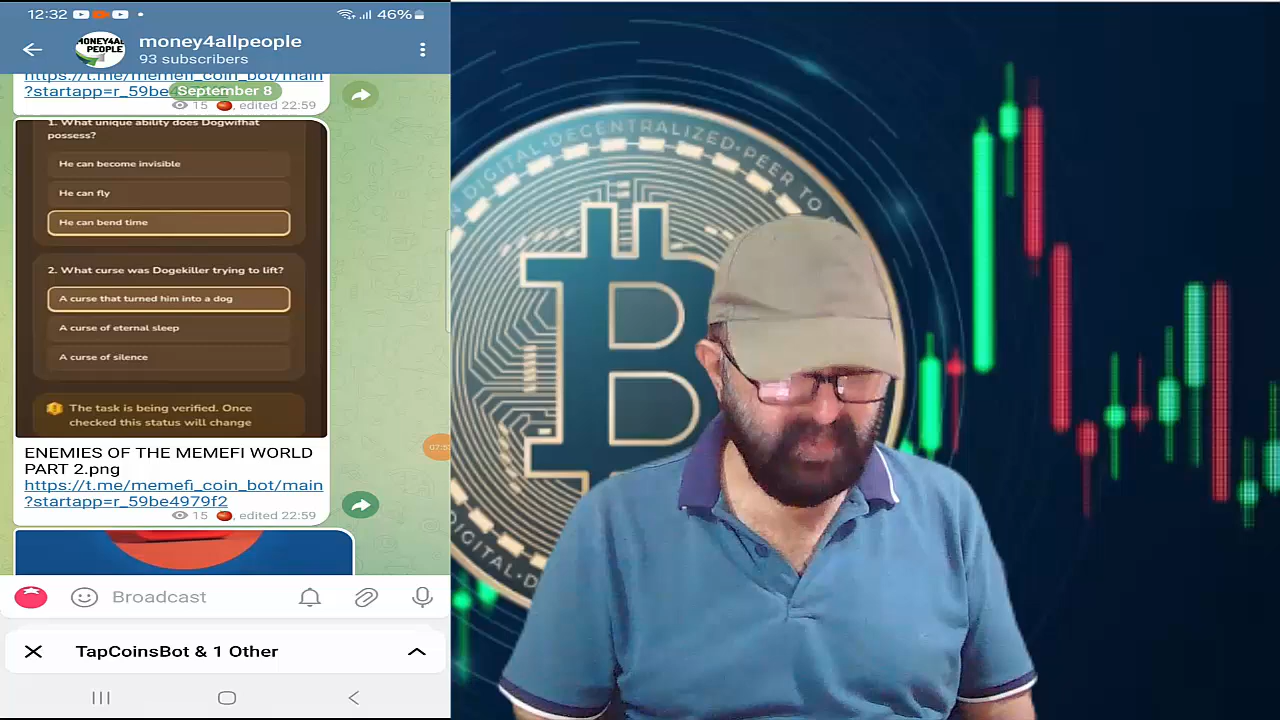 12:32
46%
MONEY4ALL
PEOPLE
money4allpeople
93 subscribers
https://t.me/memefi_coin_bot/main
?startapp=r_59be
September 8
15
, edited 22:59
1. What unique ability does Dogwifhat
possess?
He can become invisible
He can fly
He can bend time
2. What curse was Dogekiller trying to lift?
A curse that turned him into a dog
A curse of eternal sleep
A curse of silence
The task is being verified. Once
checked this status will change
ENEMIES OF THE MEMEFI WORLD
PART 2.png
https://t.me/memefi_coin_bot/main
?startapp=r_59be4979f2
15
, edited 22:59
Broadcast
TapCoinsBot & 1 Other
DIGITAL · DECENTRALIZED · PEER TO
DIGITAL